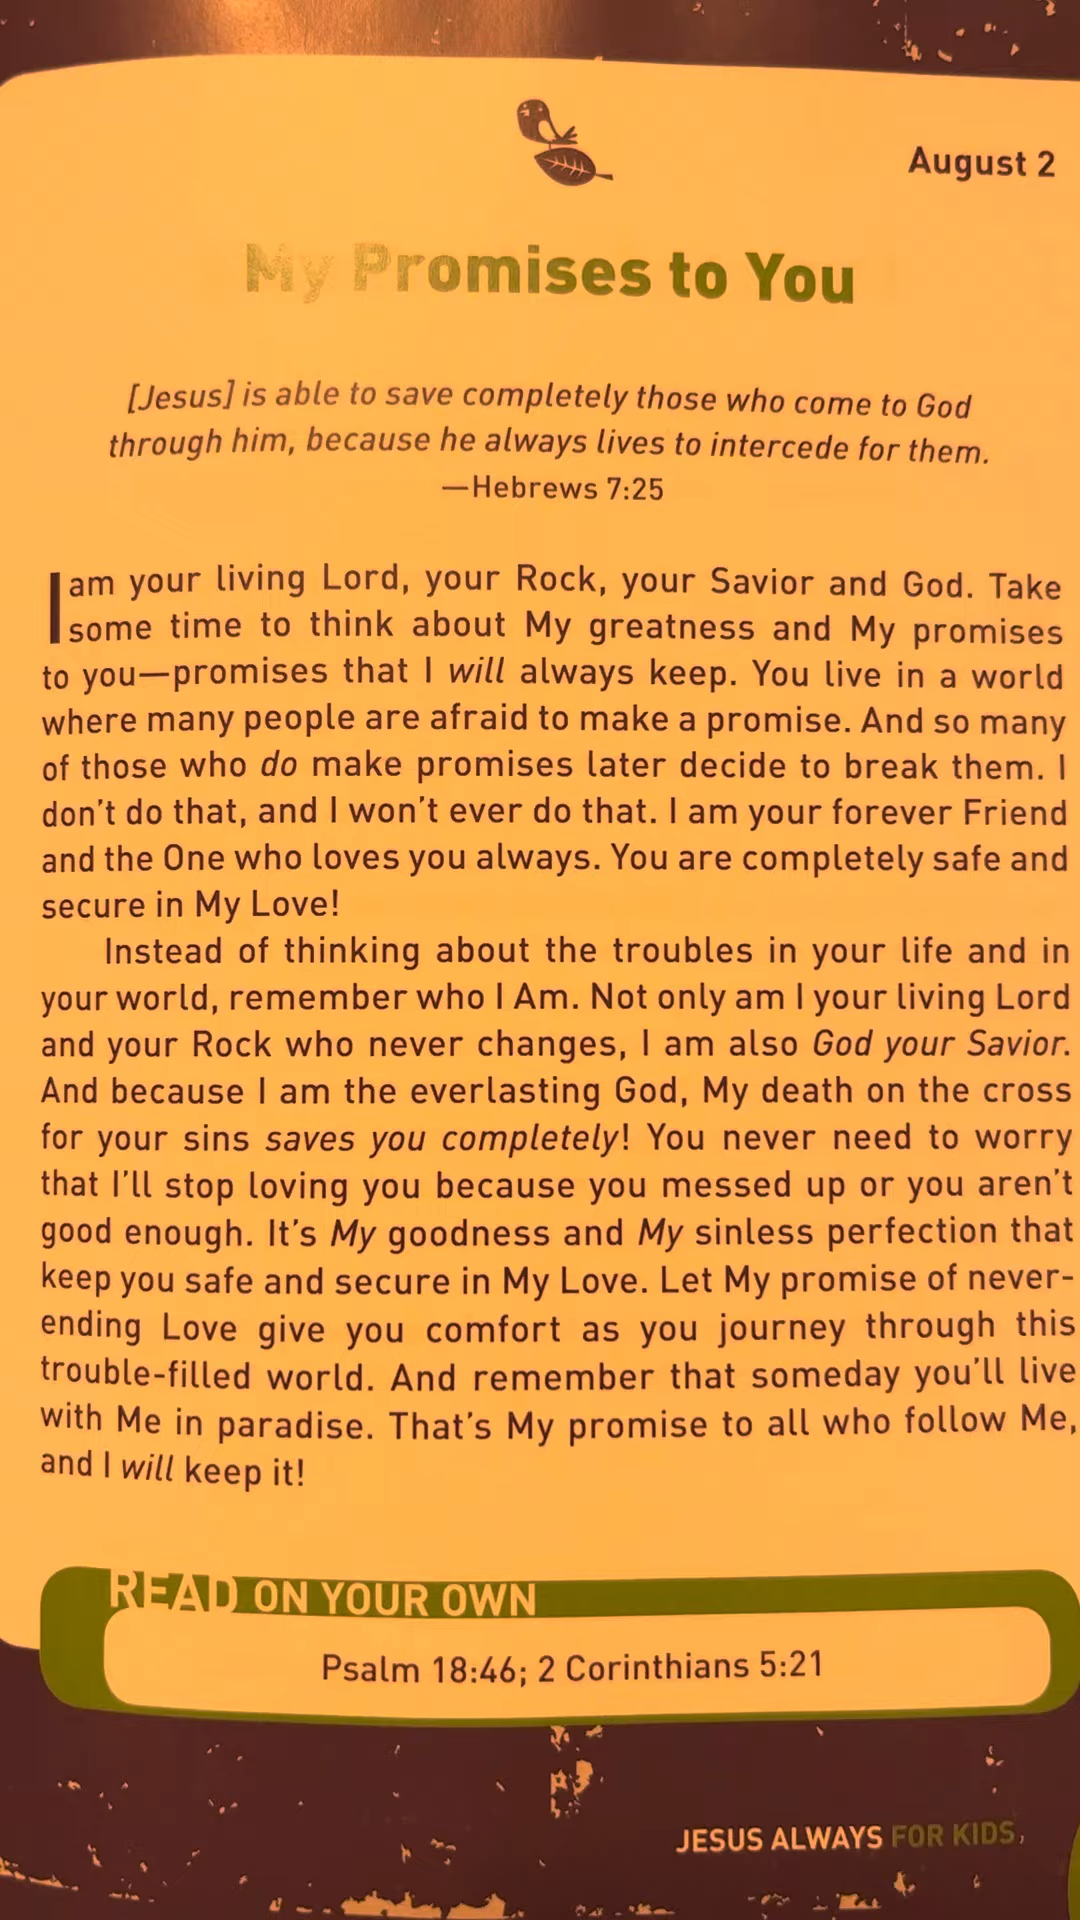 August 2
My Promises to You
[Jesus] is able to save completely those who come to God
through him, because he always lives to intercede for them.
—Hebrews 7:25
I am your living Lord, your Rock, your Savior and God. Take
some time to think about My greatness and My promises
to you—promises that I will always keep. You live in a world
where many people are afraid to make a promise. And so many
of those who do make promises later decide to break them. I
don't do that, and I won't ever do that. I am your forever Friend
and the One who loves you always. You are completely safe and
secure in My Love!
Instead of thinking about the troubles in your life and in
your world, remember who I Am. Not only am I your living Lord
and your Rock who never changes, I am also God your Savior.
And because I am the everlasting God, My death on the cross
for your sins saves you completely! You never need to worry
that I'll stop loving you because you messed up or you aren't
good enough. It's My goodness and My sinless perfection that
keep you safe and secure in My Love. Let My promise of never-
ending Love give you comfort as you journey through this
trouble-filled world. And remember that someday you'll live
with Me in paradise. That's My promise to all who follow Me,
and I will keep it!
READ ON YOUR OWN
Psalm 18:46; 2 Corinthians 5:21
JESUS ALWAYS FOR KIDS